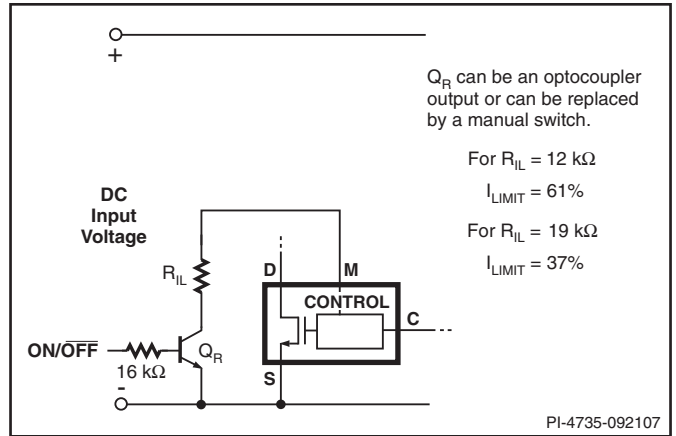 +
Q_R can be an optocoupler
output or can be replaced
by a manual switch.
For R_IL = 12 kΩ
I_LIMIT = 61%
For R_IL = 19 kΩ
I_LIMIT = 37%
DC
Input
Voltage
R_IL
D
M
CONTROL
C
ON/O̅F̅F̅
16 kΩ
Q_R
S
-
PI-4735-092107